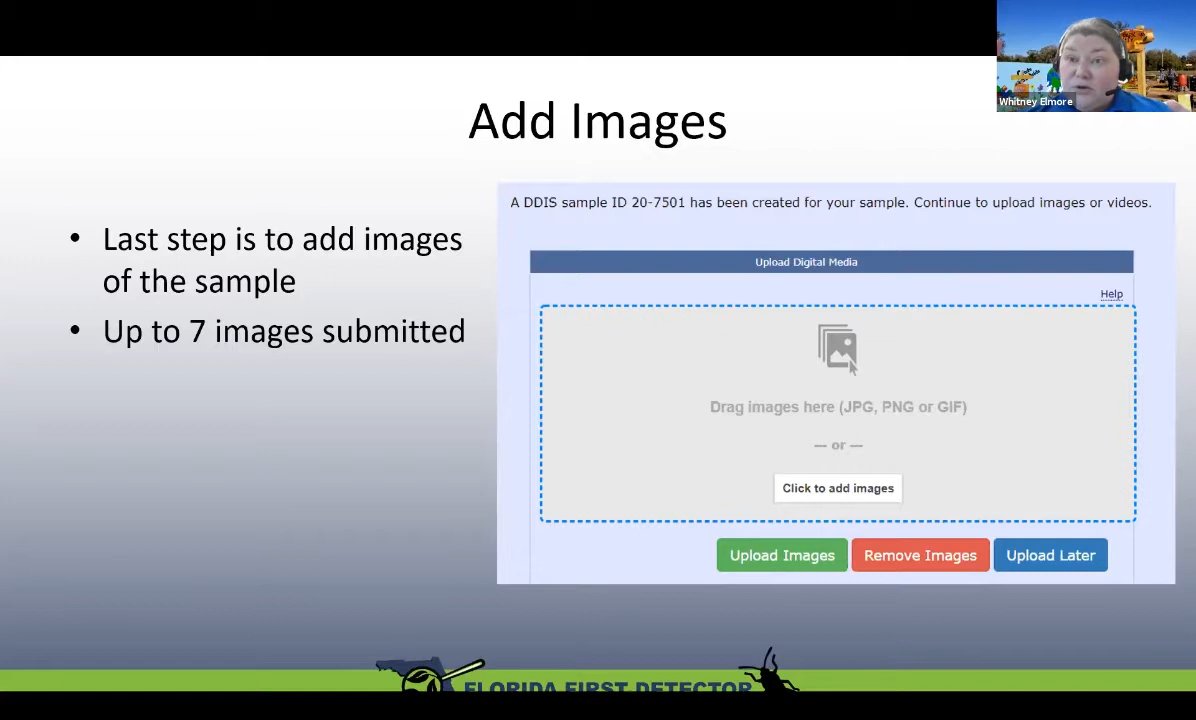 Whitney Elmore
Add Images
• Last step is to add images
of the sample
• Up to 7 images submitted
A DDIS sample ID 20-7501 has been created for your sample. Continue to upload images or videos.
Upload Digital Media
Help
Drag images here (JPG, PNG or GIF)
— or —
Click to add images
Upload Images
Remove Images
Upload Later
FLORIDA FIRST DETECTOR